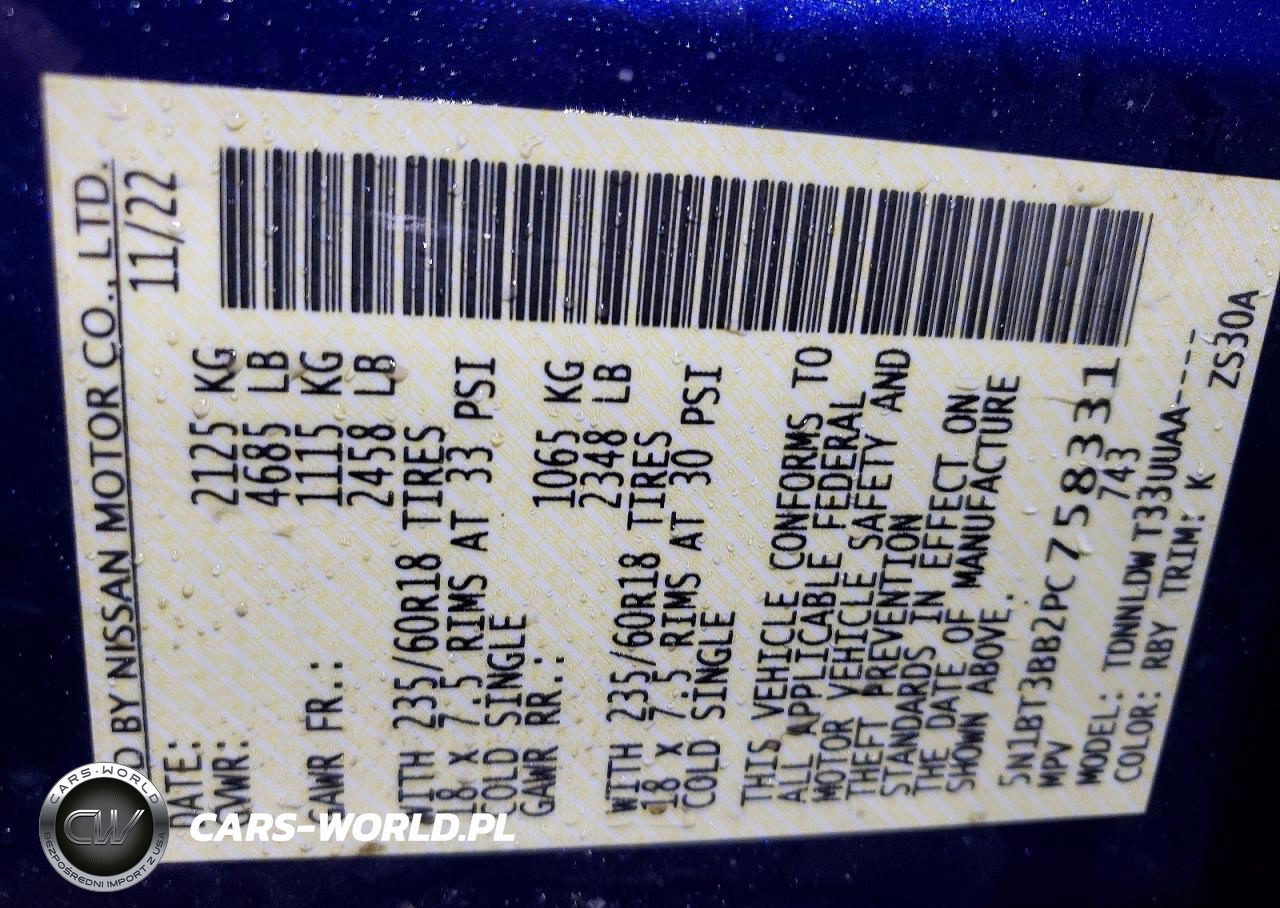 D BY NISSAN MOTOR CO., LTD.
DATE: 11/22
GVWR: 2125 KG
4685 LB
GAWR FR.: 1115 KG
2458 LB
WITH 235/60R18 TIRES
18 X 7.5 RIMS AT 33 PSI
COLD SINGLE
GAWR RR.: 1065 KG
2348 LB
WITH 235/60R18 TIRES
18 X 7.5 RIMS AT 30 PSI
COLD SINGLE
THIS VEHICLE CONFORMS TO
ALL APPLICABLE FEDERAL
MOTOR VEHICLE SAFETY AND
THEFT PREVENTION
STANDARDS IN EFFECT ON
THE DATE OF MANUFACTURE
SHOWN ABOVE.
5N1BT3BB2PC758331
MPV 743
MODEL: TDNNLDW T33UUAA-----
COLOR: RBY TRIM: K
ZS30A
CARS-WORLD
CW
BEZPOŚREDNI IMPORT Z USA
CARS-WORLD.PL